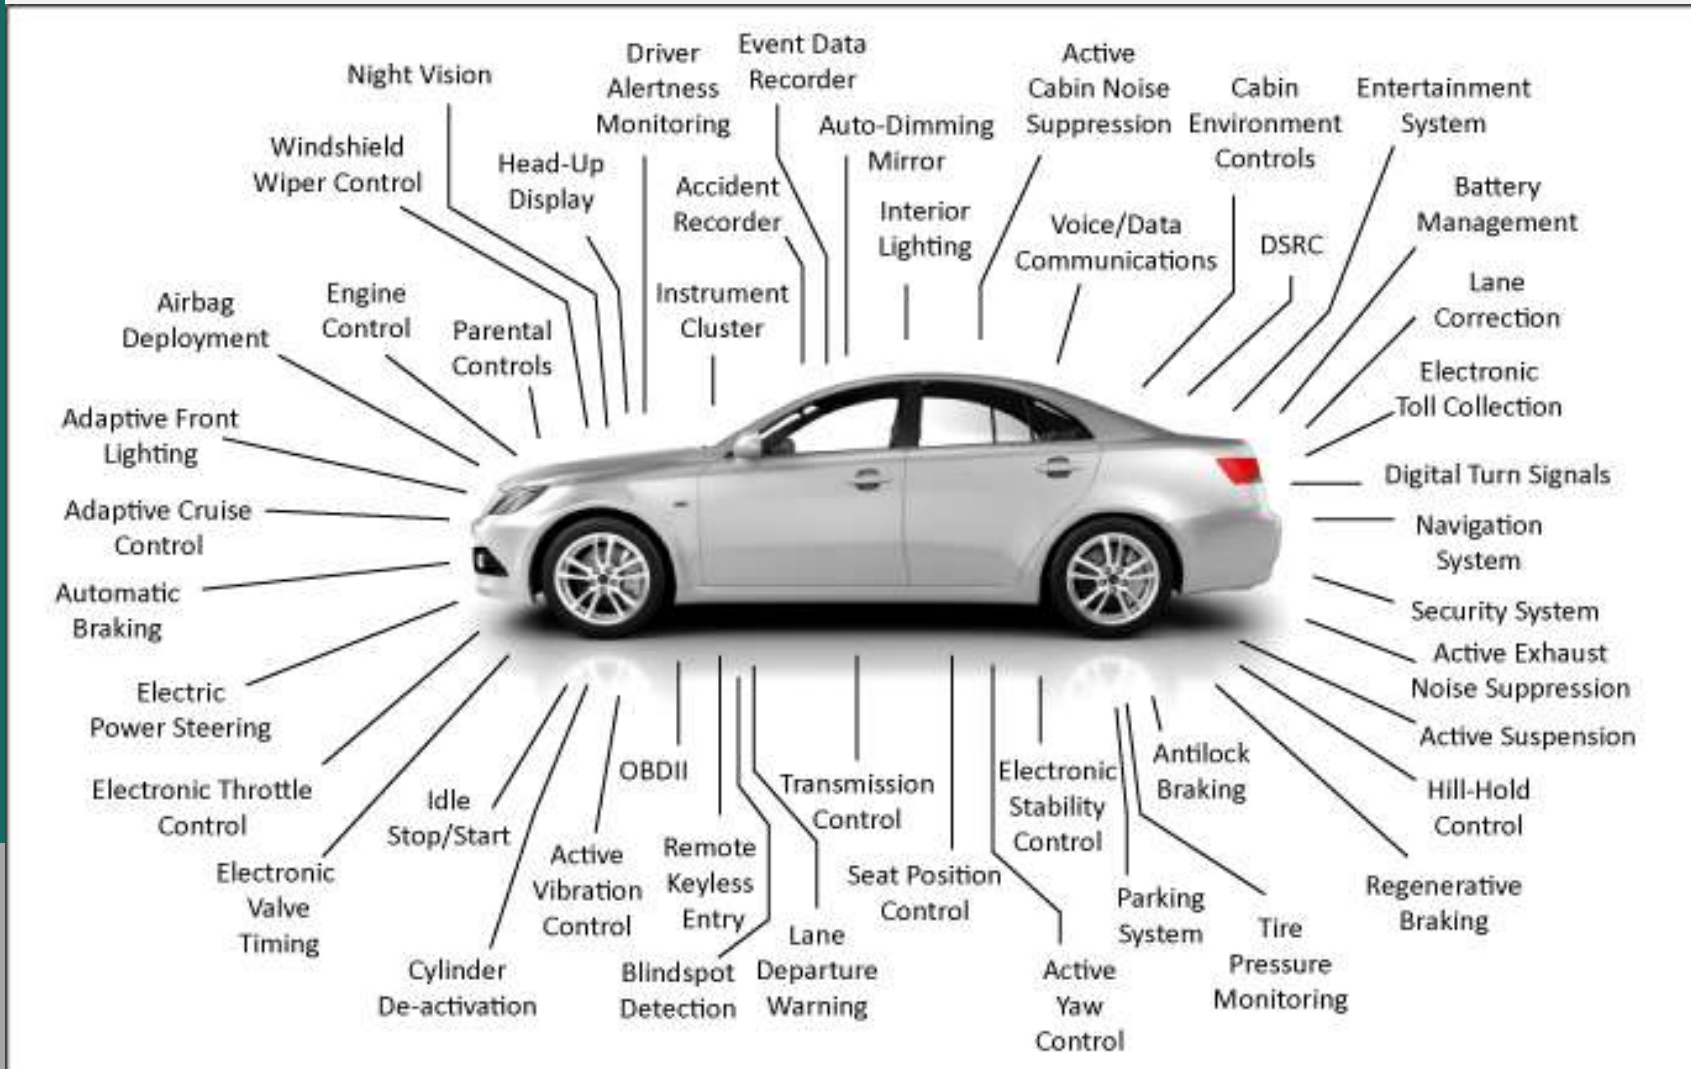 Night Vision
Driver
Alertness
Monitoring
Event Data
Recorder
Active
Cabin Noise
Suppression
Cabin
Environment
Controls
Entertainment
System
Windshield
Wiper Control
Head-Up
Display
Accident
Recorder
Auto-Dimming
Mirror
Interior
Lighting
Voice/Data
Communications
DSRC
Battery
Management
Airbag
Deployment
Engine
Control
Parental
Controls
Instrument
Cluster
Lane
Correction
Adaptive Front
Lighting
Electronic
Toll Collection
Adaptive Cruise
Control
Digital Turn Signals
Navigation
System
Automatic
Braking
Security System
Active Exhaust
Noise Suppression
Electric
Power Steering
Active Suspension
Electronic Throttle
Control
Idle
Stop/Start
OBDII
Transmission
Control
Electronic
Stability
Control
Antilock
Braking
Hill-Hold
Control
Electronic
Valve
Timing
Active
Vibration
Control
Remote
Keyless
Entry
Seat Position
Control
Parking
System
Regenerative
Braking
Cylinder
De-activation
Blindspot
Detection
Lane
Departure
Warning
Active
Yaw
Control
Tire
Pressure
Monitoring